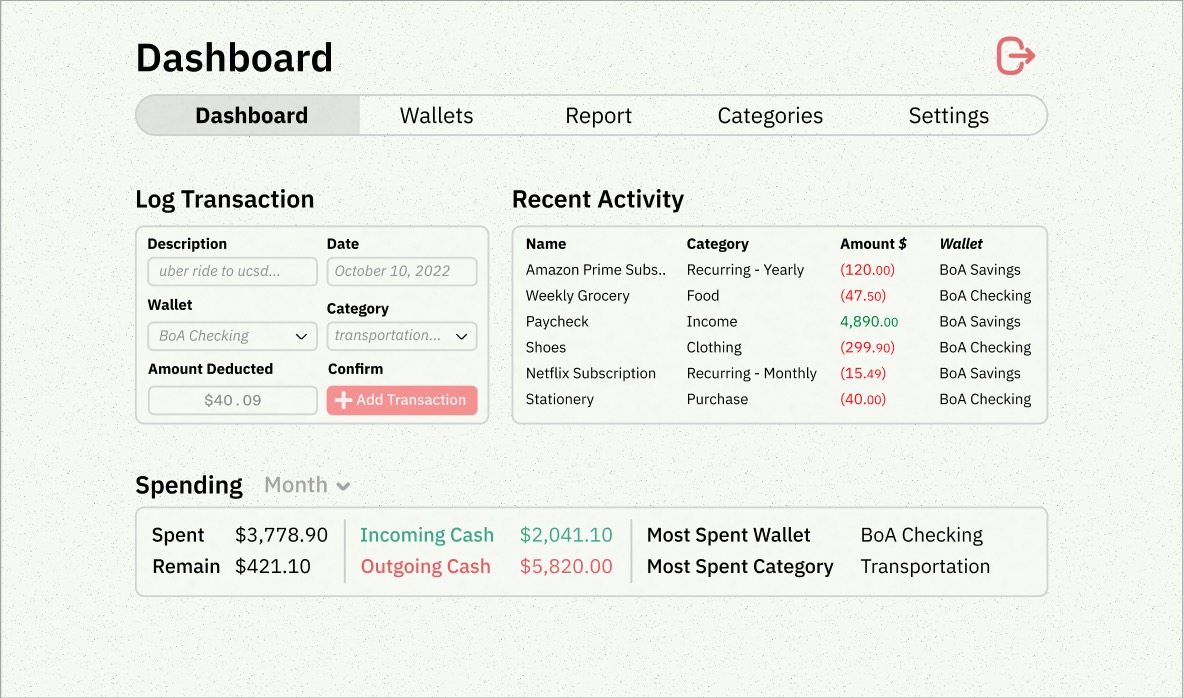 Dashboard
Dashboard Wallets Report Categories Settings
Log Transaction
Description Date
uber ride to ucsd... October 10, 2022
Wallet Category
BoA Checking transportation...
Amount Deducted Confirm
$40.09 Add Transaction
Recent Activity
Name Category Amount $ Wallet
Amazon Prime Subs.. Recurring - Yearly (120.00) BoA Savings
Weekly Grocery Food (47.50) BoA Checking
Paycheck Income 4,890.00 BoA Savings
Shoes Clothing (299.90) BoA Checking
Netflix Subscription Recurring - Monthly (15.49) BoA Savings
Stationery Purchase (40.00) BoA Checking
Spending Month
Spent $3,778.90 Incoming Cash $2,041.10 Most Spent Wallet BoA Checking
Remain $421.10 Outgoing Cash $5,820.00 Most Spent Category Transportation